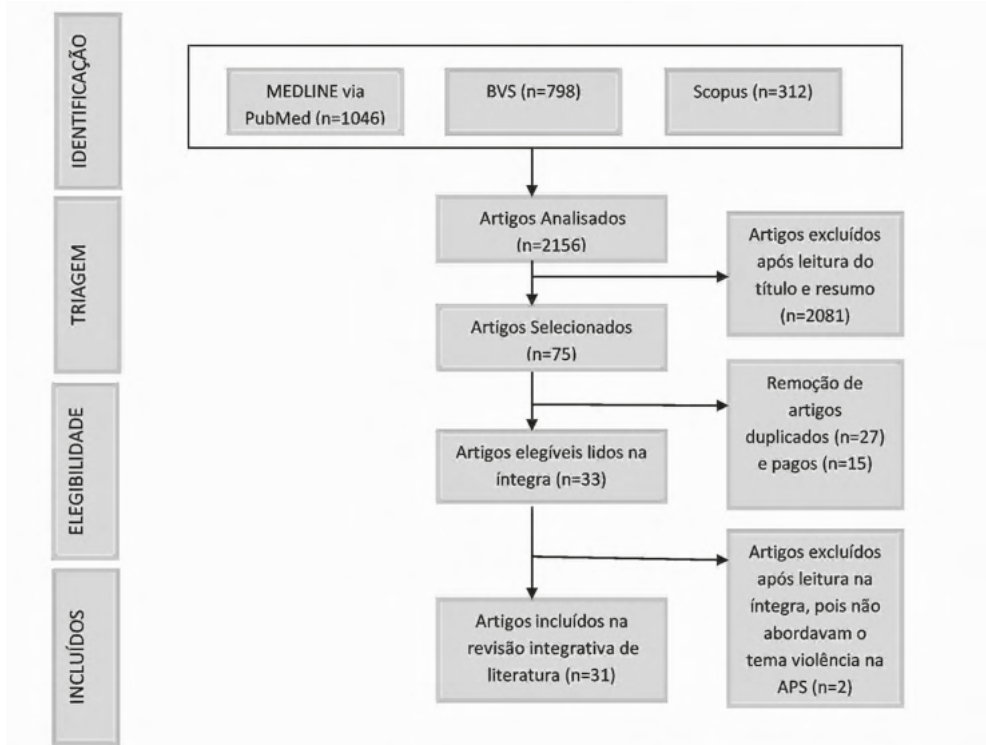 IDENTIFICAÇÃO
MEDLINE via
PubMed (n=1046)
BVS (n=798)
Scopus (n=312)
TRIAGEM
Artigos Analisados
(n=2156)
Artigos excluídos
após leitura do
título e resumo
(n=2081)
Artigos Selecionados
(n=75)
ELEGIBILIDADE
Remoção de
artigos
duplicados (n=27)
e pagos (n=15)
Artigos elegíveis lidos na
íntegra (n=33)
INCLUÍDOS
Artigos excluídos
após leitura na
íntegra, pois não
abordavam o
tema violência na
APS (n=2)
Artigos incluídos na
revisão integrativa de
literatura (n=31)